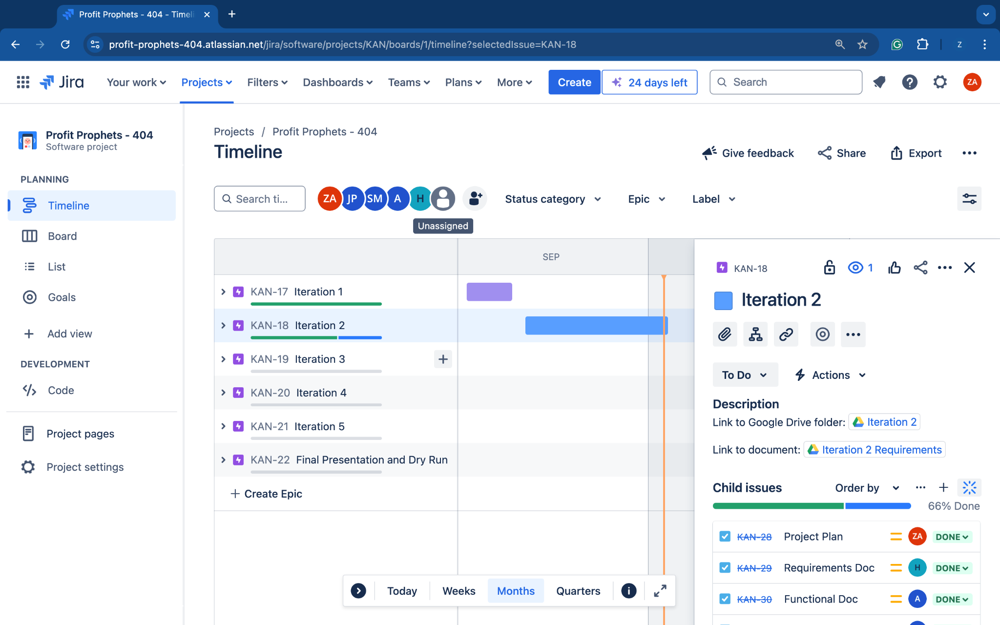 Profit Prophets - 404 - Timeli
profit-prophets-404.atlassian.net/jira/software/projects/KAN/boards/1/timeline?selectedIssue=KAN-18
Z
Jira
Your work
Projects
Filters
Dashboards
Teams
Plans
More
Create
24 days left
Search
ZA
Profit Prophets - 404
Software project
PLANNING
Timeline
Board
List
Goals
Add view
DEVELOPMENT
Code
Project pages
Project settings
Projects / Profit Prophets - 404
Timeline
Give feedback
Share
Export
Search ti...
ZA JP SM A H
Status category
Epic
Label
Unassigned
SEP
KAN-17 Iteration 1
KAN-18 Iteration 2
KAN-19 Iteration 3
KAN-20 Iteration 4
KAN-21 Iteration 5
KAN-22 Final Presentation and Dry Run
Create Epic
Today
Weeks
Months
Quarters
KAN-18
1
Iteration 2
To Do
Actions
Description
Link to Google Drive folder: Iteration 2
Link to document: Iteration 2 Requirements
Child issues
Order by
66% Done
KAN-28 Project Plan ZA DONE
KAN-29 Requirements Doc H DONE
KAN-30 Functional Doc A DONE